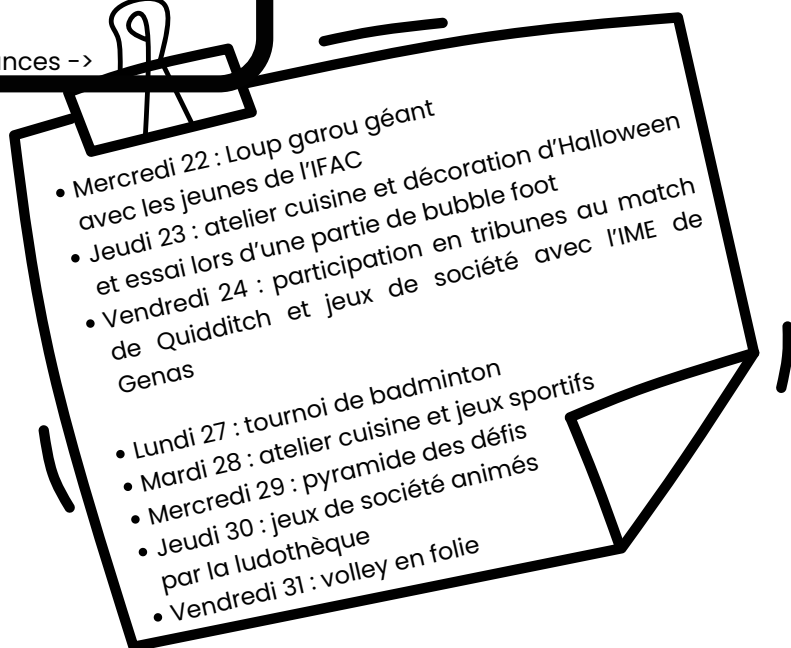 ances ->
• Mercredi 22 : Loup garou géant
avec les jeunes de l'IFAC
• Jeudi 23 : atelier cuisine et décoration d'Halloween
et essai lors d'une partie de bubble foot
• Vendredi 24 : participation en tribunes au match
de Quidditch et jeux de société avec l'IME de
Genas
• Lundi 27 : tournoi de badminton
• Mardi 28 : atelier cuisine et jeux sportifs
• Mercredi 29 : pyramide des défis
• Jeudi 30 : jeux de société animés
par la ludothèque
• Vendredi 31 : volley en folie